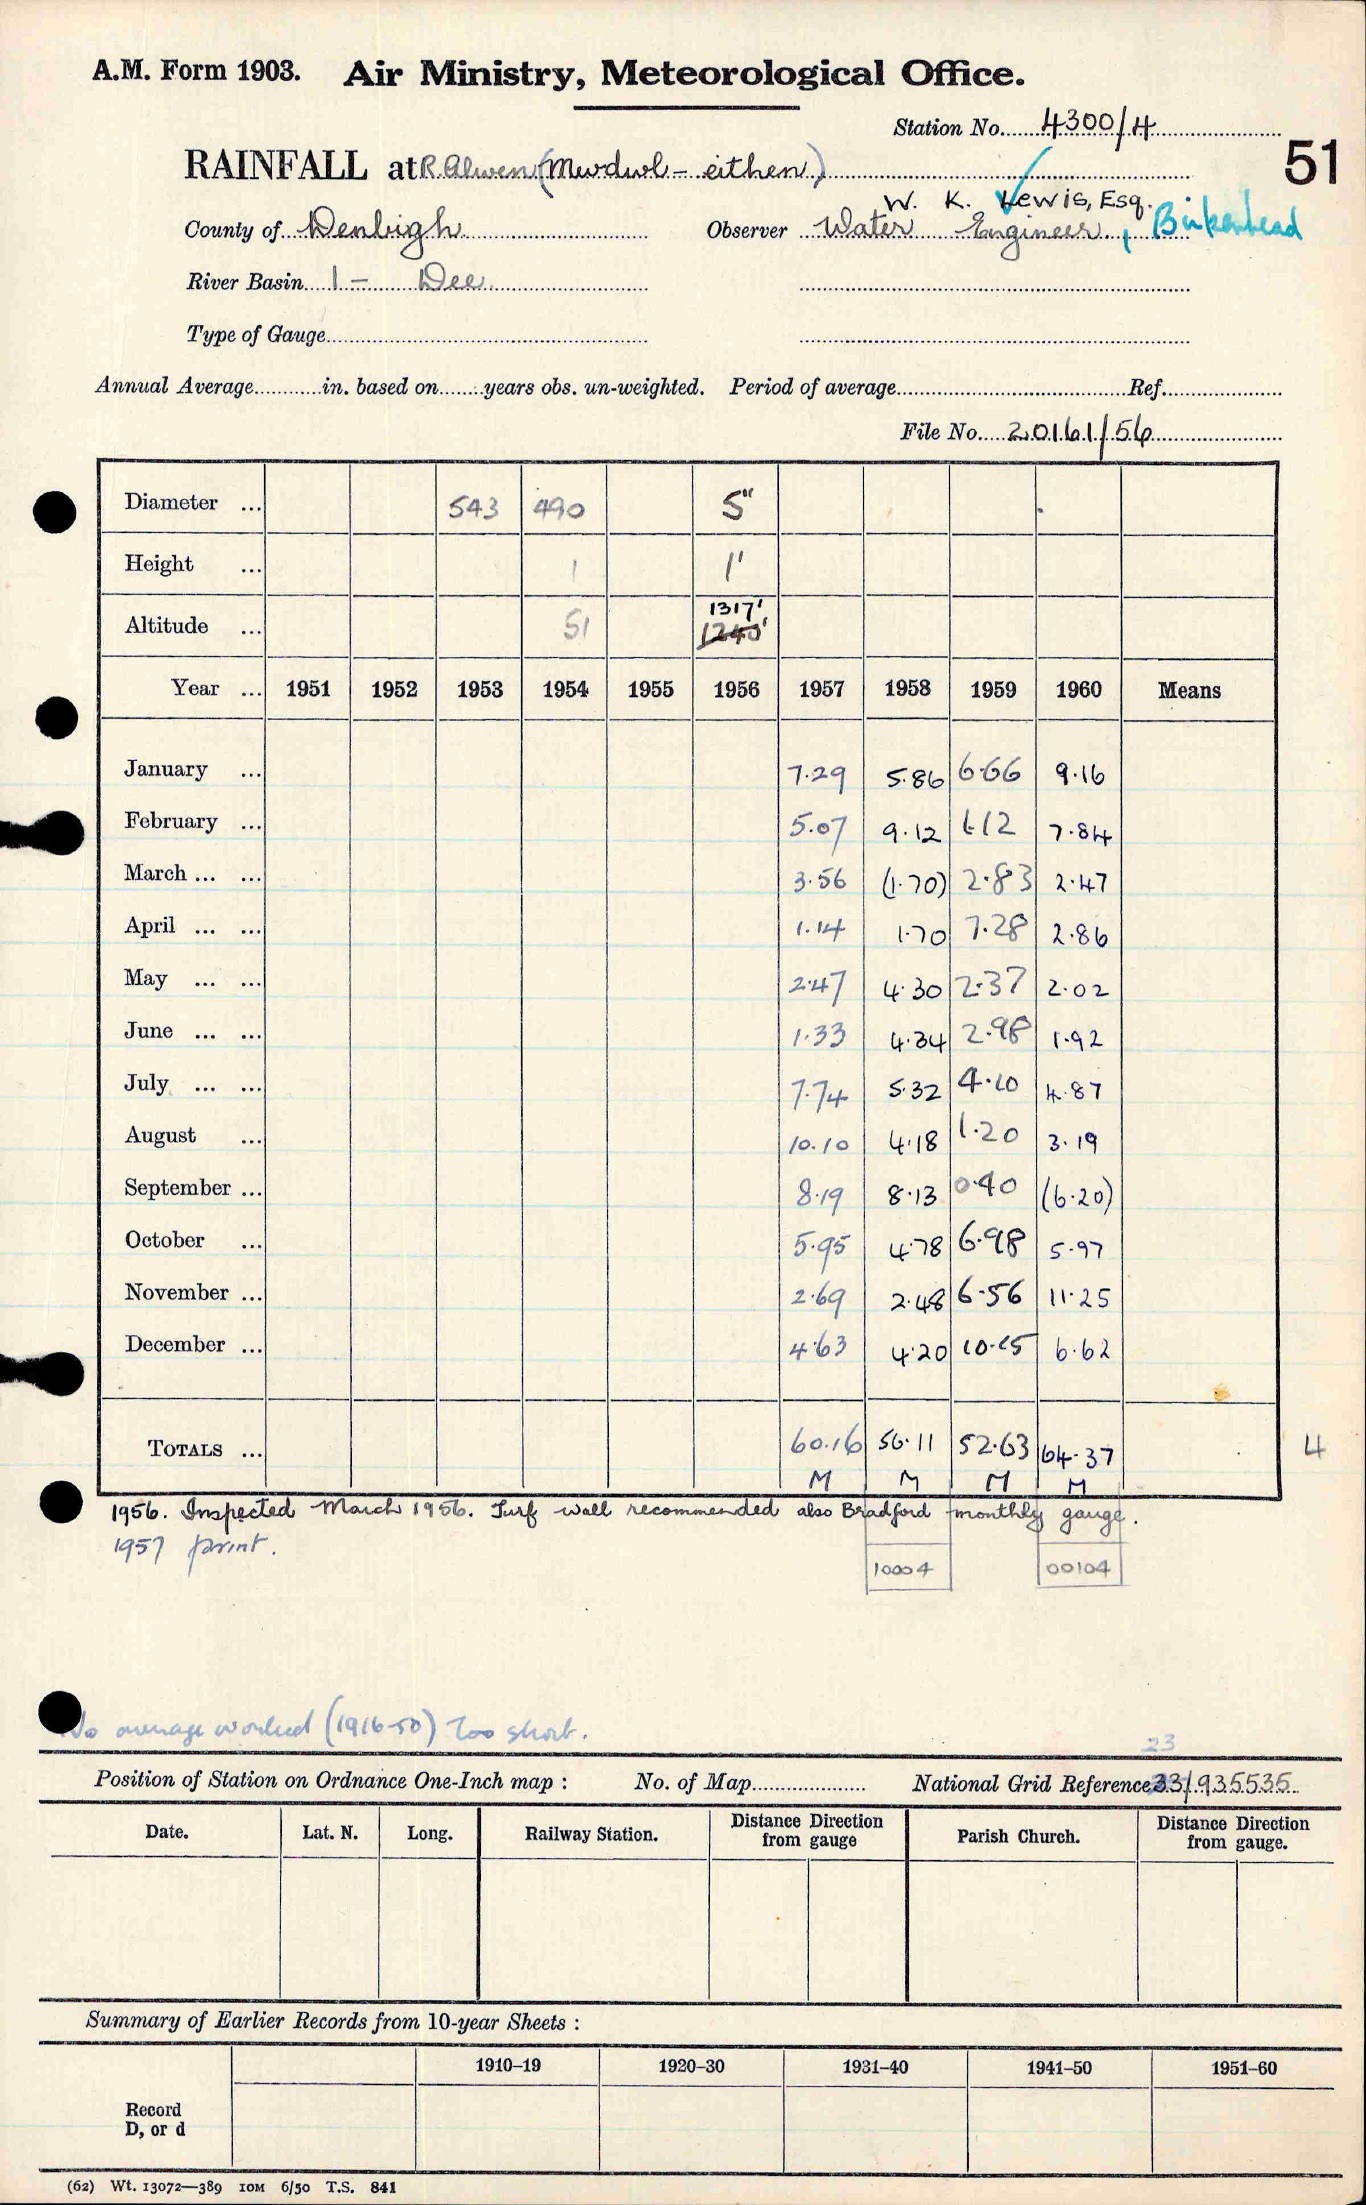 A.M. Form 1903. Air Ministry, Meteorological Office.
Station No. 4300/4
51
RAINFALL at R. Alwen (Mwdwl-eithen)
W. K. Lewis, Esq.
County of Denbigh Observer Water Engineer, Birkenhead
River Basin 1 - Dee
Type of Gauge
Annual Average in. based on years obs. un-weighted. Period of average Ref.
File No. 20161/56
Diameter ... 543 490 5"
Height ... 1 1'
1317'
Altitude ... 51 1240'
Year ... 1951 1952 1953 1954 1955 1956 1957 1958 1959 1960 Means
January ... 7.29 5.86 6.66 9.16
February ... 5.07 9.12 1.12 7.84
March ... ... 3.56 (1.70) 2.83 2.47
April ... ... 1.14 1.70 7.28 2.86
May ... ... 2.47 4.30 2.37 2.02
June ... ... 1.33 4.34 2.98 1.92
July ... ... 7.74 5.32 4.10 4.87
August ... 10.10 4.18 1.20 3.19
September ... 8.19 8.13 0.40 (6.20)
October ... 5.95 4.78 6.98 5.97
November ... 2.69 2.48 6.56 11.25
December ... 4.63 4.20 10.15 6.62
TOTALS ... 60.16 56.11 52.63 64.37 4
M M M M
1956. Inspected March 1956. Turf wall recommended also Bradford monthly gauge.
1957 print.
10004 00104
No average worked (1916-50) Too short.
23
Position of Station on Ordnance One-Inch map : No. of Map National Grid Reference 33/935535
Date. Lat. N. Long. Railway Station. Distance Direction from gauge Parish Church. Distance Direction from gauge.
Summary of Earlier Records from 10-year Sheets :
1910–19 1920–30 1931–40 1941–50 1951–60
Record
D, or d
(62) Wt. 13072—389 10M 6/50 T.S. 841